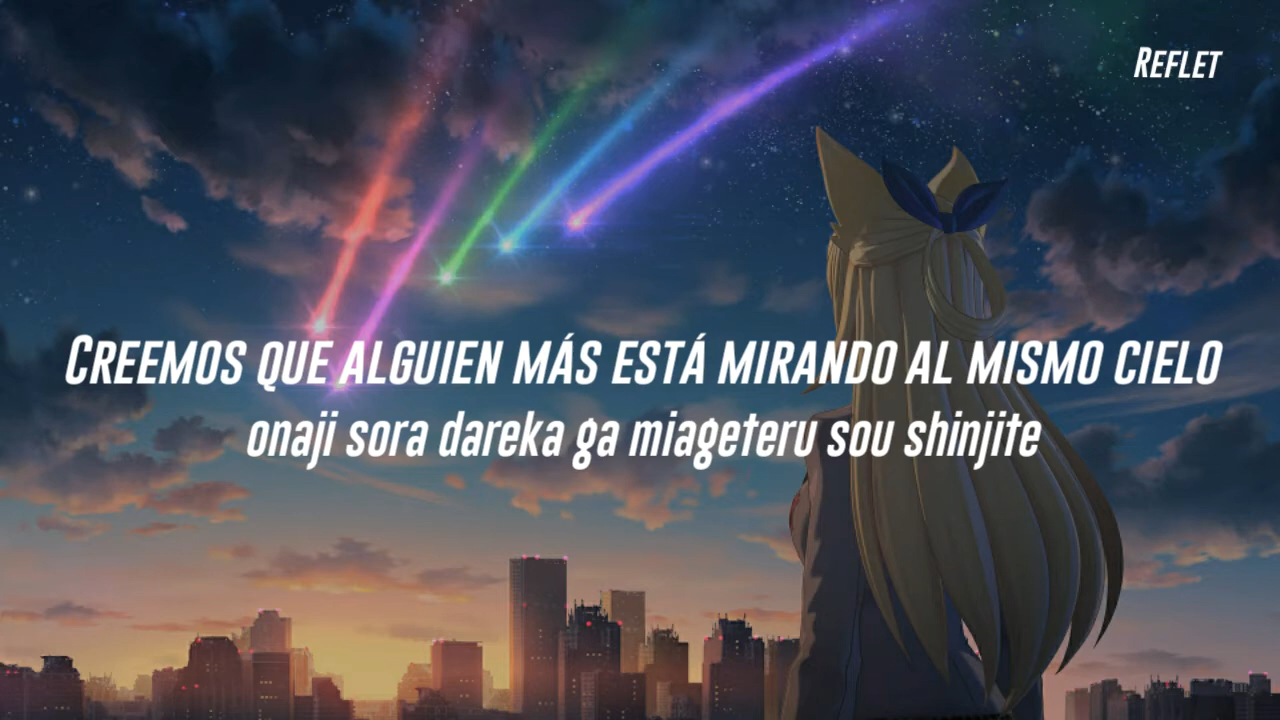 REFLET
CREEMOS QUE ALGUIEN MÁS ESTÁ MIRANDO AL MISMO CIELO
onaji sora dareka ga miageteru sou shinjite